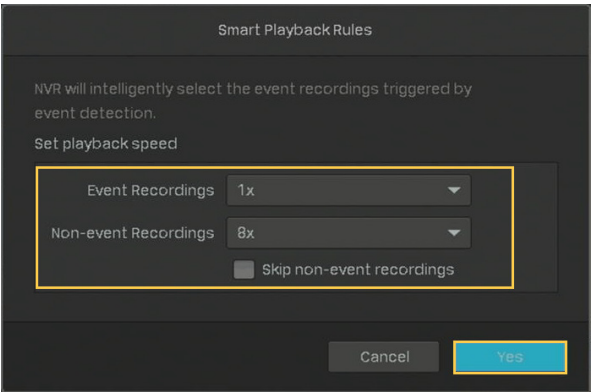 Smart Playback Rules
NVR will intelligently select the event recordings triggered by
event detection.
Set playback speed
Event Recordings 1x
Non-event Recordings 8x
Skip non-event recordings
Cancel Yes